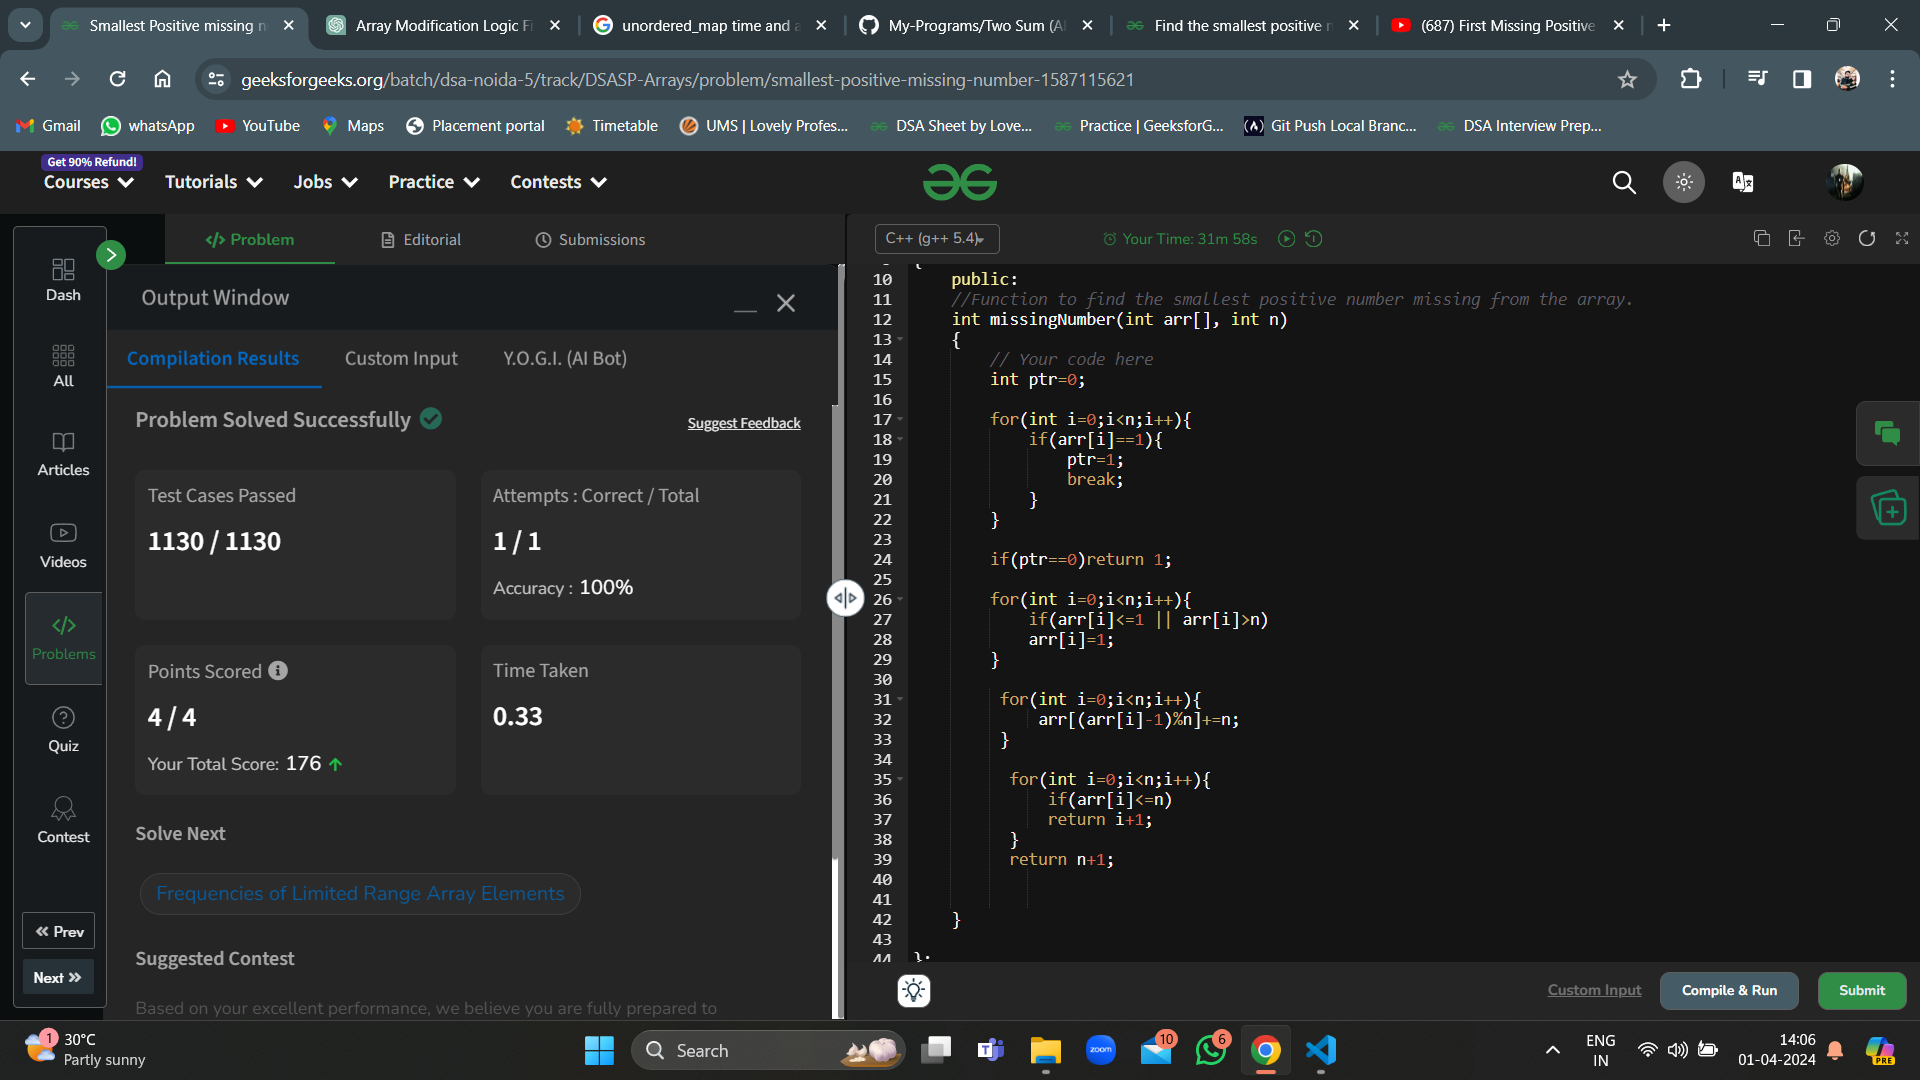 Smallest Positive missing n
Array Modification Logic Fi
unordered_map time and a
My-Programs/Two Sum (Al
Find the smallest positive n
(687) First Missing Positive
geeksforgeeks.org/batch/dsa-noida-5/track/DSASP-Arrays/problem/smallest-positive-missing-number-1587115621
Gmail
whatsApp
YouTube
Maps
Placement portal
Timetable
UMS | Lovely Profes...
DSA Sheet by Love...
Practice | GeeksforG...
Git Push Local Branc...
DSA Interview Prep...
Get 90% Refund!
Courses
Tutorials
Jobs
Practice
Contests
Problem
Editorial
Submissions
C++ (g++ 5.4)
Your Time: 31m 58s
Dash
All
Articles
Videos
Problems
Quiz
Contest
Prev
Next
Output Window
Compilation Results
Custom Input
Y.O.G.I. (AI Bot)
Problem Solved Successfully
Suggest Feedback
Test Cases Passed
1130 / 1130
Attempts : Correct / Total
1 / 1
Accuracy : 100%
Points Scored
4 / 4
Your Total Score: 176
Time Taken
0.33
Solve Next
Frequencies of Limited Range Array Elements
Suggested Contest
Based on your excellent performance, we believe you are fully prepared to
10 public:
11 //Function to find the smallest positive number missing from the array.
12 int missingNumber(int arr[], int n)
13 {
14 // Your code here
15 int ptr=0;
16
17 for(int i=0;i<n;i++){
18 if(arr[i]==1){
19 ptr=1;
20 break;
21 }
22 }
23
24 if(ptr==0)return 1;
25
26 for(int i=0;i<n;i++){
27 if(arr[i]<=1 || arr[i]>n)
28 arr[i]=1;
29 }
30
31 for(int i=0;i<n;i++){
32 arr[(arr[i]-1)%n]+=n;
33 }
34
35 for(int i=0;i<n;i++){
36 if(arr[i]<=n)
37 return i+1;
38 }
39 return n+1;
40
41
42 }
43
44 };
Custom Input
Compile & Run
Submit
1
30°C
Partly sunny
Search
zoom
10
6
ENG
IN
14:06
01-04-2024
PRE